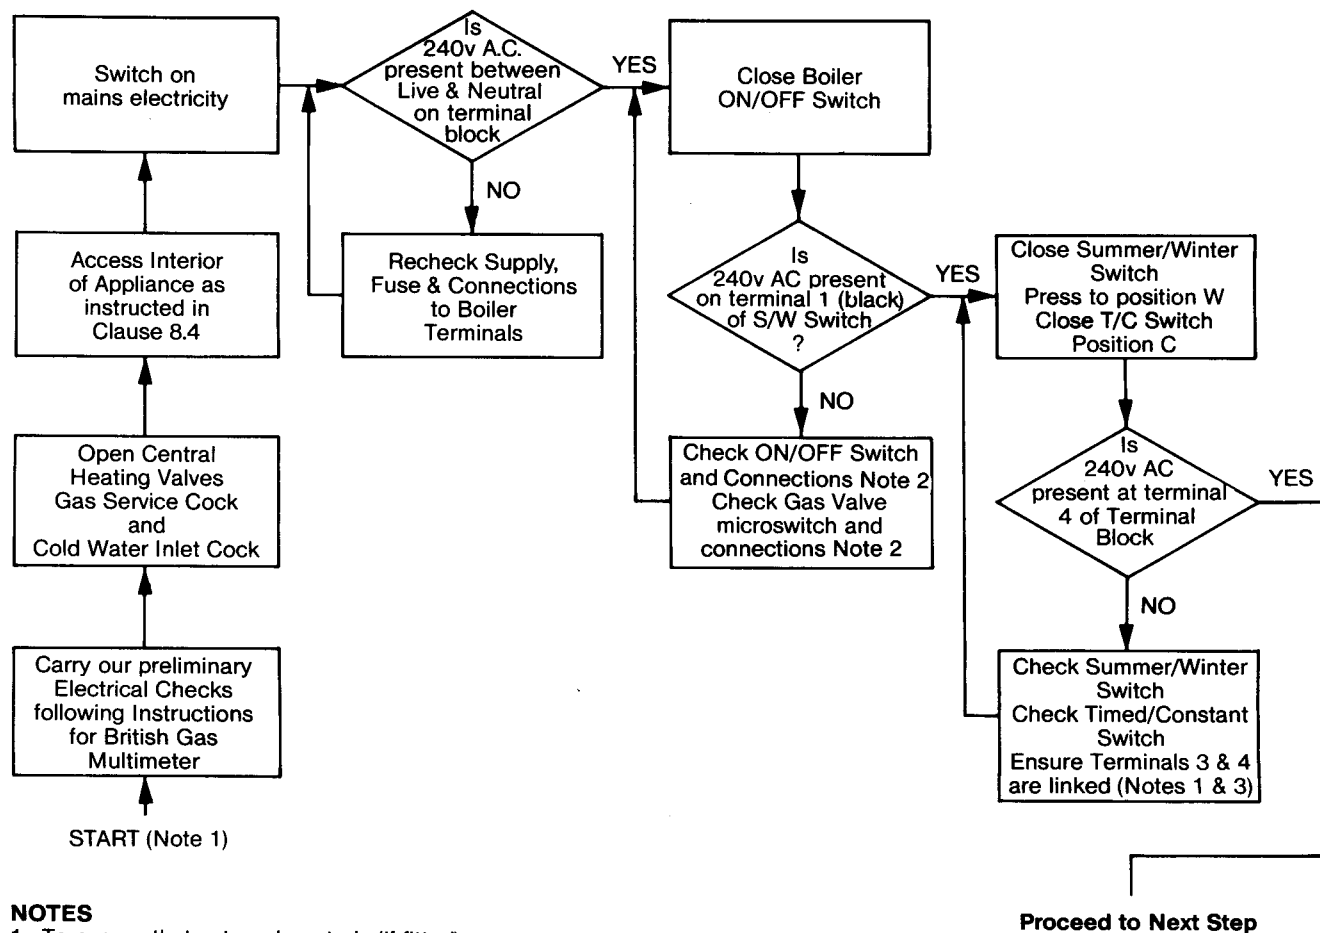 Switch on
mains electricity
Is
240v A.C.
present between
Live & Neutral
on terminal
block
YES
NO
Close Boiler
ON/OFF Switch
Access Interior
of Appliance as
instructed in
Clause 8.4
Recheck Supply,
Fuse & Connections
to Boiler
Terminals
Is
240v AC present
on terminal 1 (black)
of S/W Switch
?
YES
NO
Close Summer/Winter
Switch
Press to position W
Close T/C Switch
Position C
Open Central
Heating Valves
Gas Service Cock
and
Cold Water Inlet Cock
Check ON/OFF Switch
and Connections Note 2
Check Gas Valve
microswitch and
connections Note 2
Is
240v AC
present at terminal
4 of Terminal
Block
YES
NO
Carry our preliminary
Electrical Checks
following Instructions
for British Gas
Multimeter
Check Summer/Winter
Switch
Check Timed/Constant
Switch
Ensure Terminals 3 & 4
are linked (Notes 1 & 3)
START (Note 1)
NOTES
Proceed to Next Step